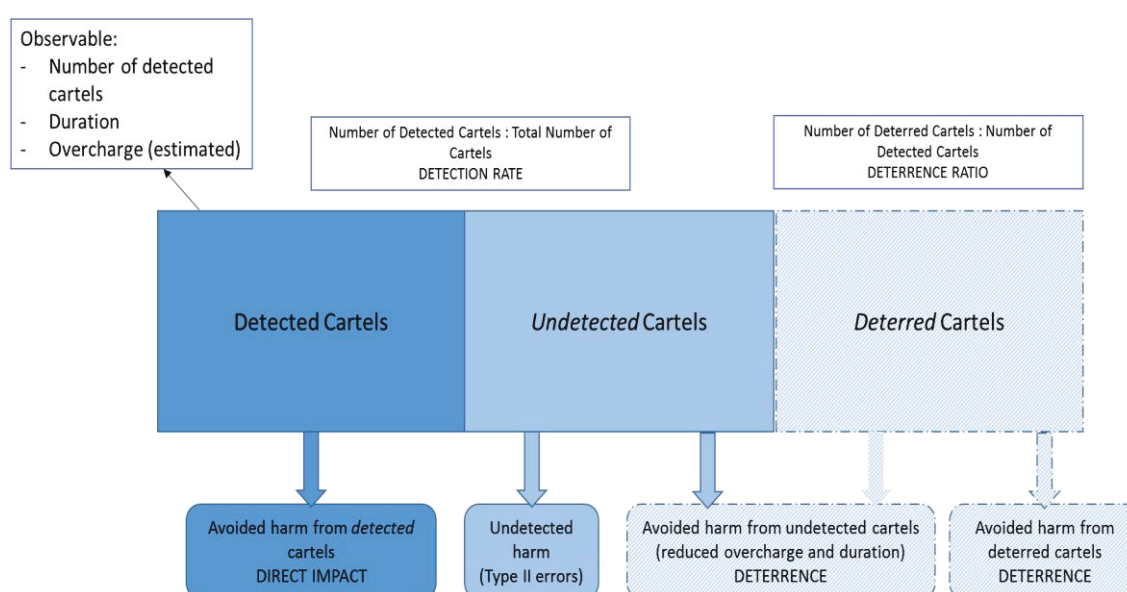 Observable:
- Number of detected
cartels
- Duration
- Overcharge (estimated)
Number of Detected Cartels : Total Number of
Cartels
DETECTION RATE
Number of Deterred Cartels : Number of
Detected Cartels
DETERRENCE RATIO
Detected Cartels
Undetected Cartels
Deterred Cartels
Avoided harm from detected
cartels
DIRECT IMPACT
Undetected
harm
(Type II errors)
Avoided harm from undetected cartels
(reduced overcharge and duration)
DETERRENCE
Avoided harm from
deterred cartels
DETERRENCE